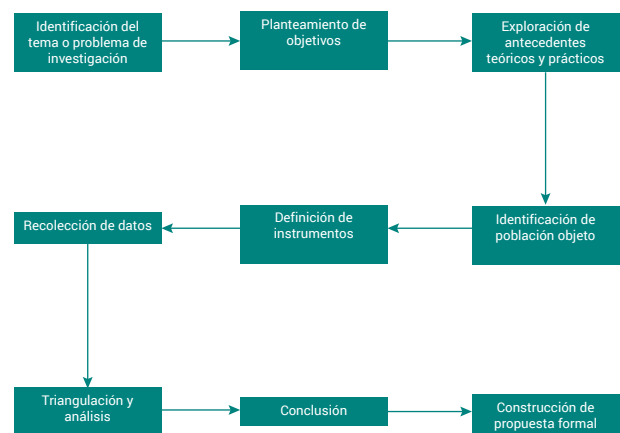 Identificación del
tema o problema de
investigación
Planteamiento de
objetivos
Exploración de
antecedentes
teóricos y prácticos
Identificación de
población objeto
Definición de
instrumentos
Recolección de datos
Triangulación y
análisis
Conclusión
Construcción de
propuesta formal